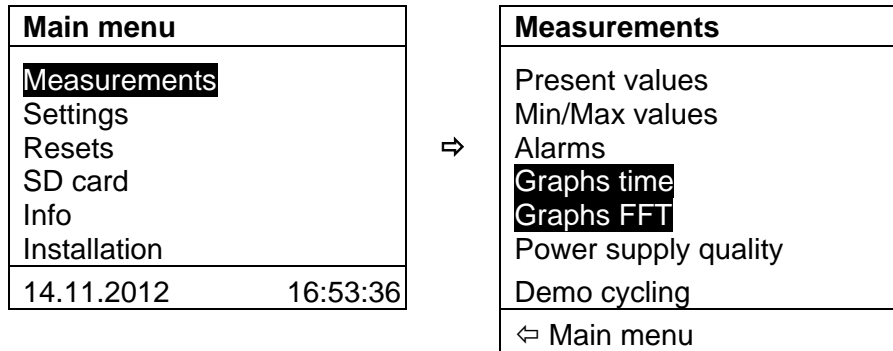 Main menu
Measurements
Settings
Resets
SD card
Info
Installation
14.11.2012 16:53:36
⇨
Measurements
Present values
Min/Max values
Alarms
Graphs time
Graphs FFT
Power supply quality
Demo cycling
⇦ Main menu